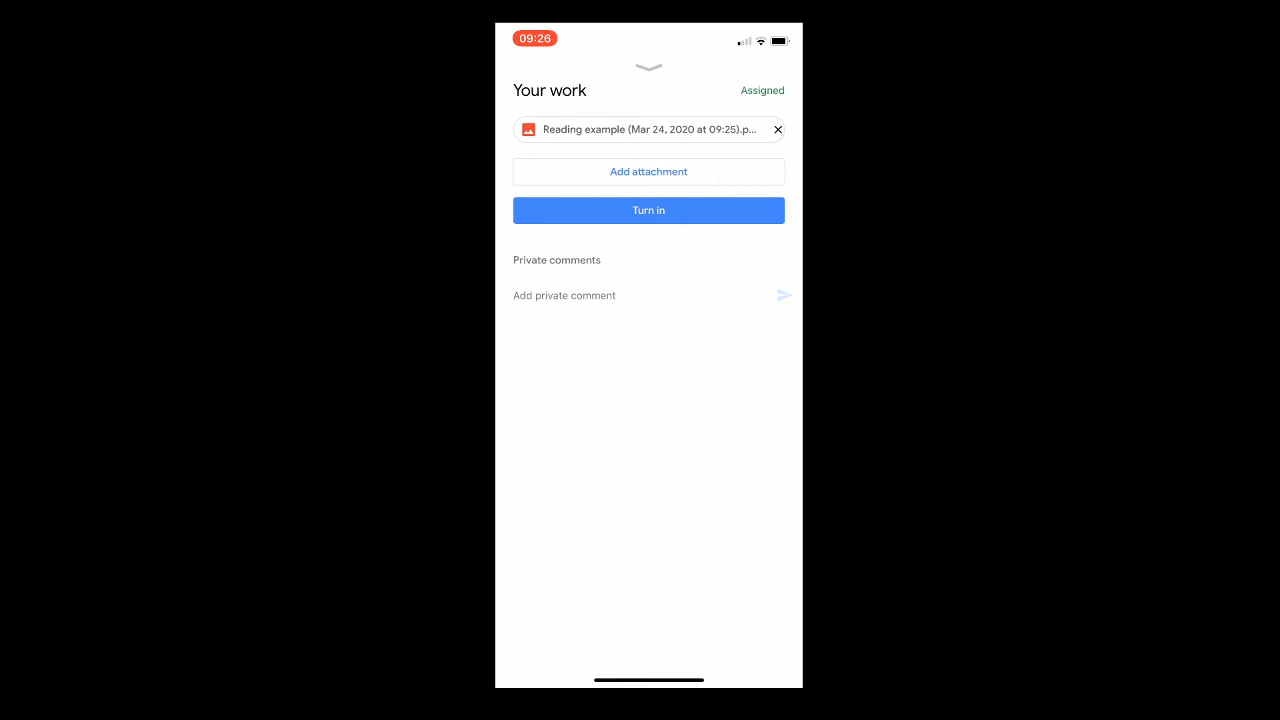 09:26
Your work
Assigned
Reading example (Mar 24, 2020 at 09:25).p...
Add attachment
Turn in
Private comments
Add private comment